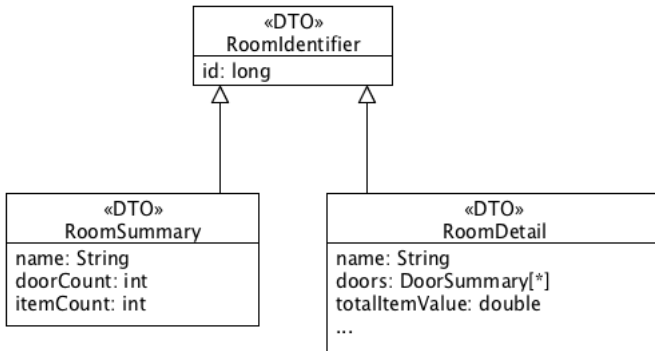 «DTO»
RoomIdentifier
id: long
«DTO»
RoomSummary
name: String
doorCount: int
itemCount: int
«DTO»
RoomDetail
name: String
doors: DoorSummary[*]
totalItemValue: double
...